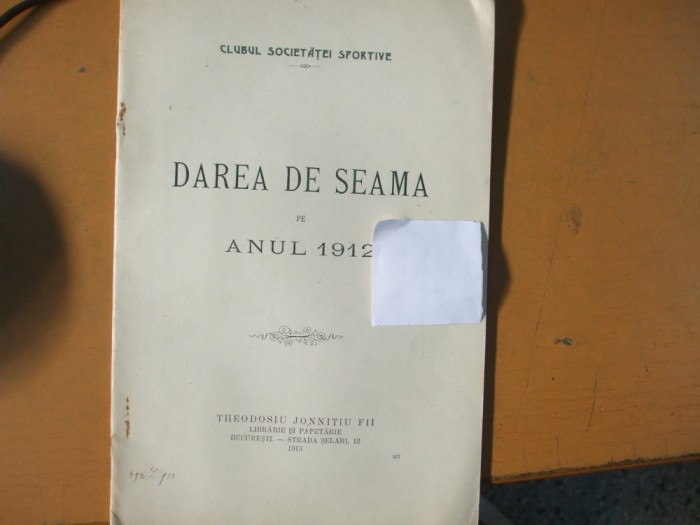 CLUBUL SOCIETĂȚEI SPORTIVE
DAREA DE SEAMA
PE
ANUL 1912
THEODOSIU JONNIȚIU FII
LIBRĂRIE ȘI PAPETĂRIE
BUCUREȘTI. — STRADA ȘELARI, 12
1913